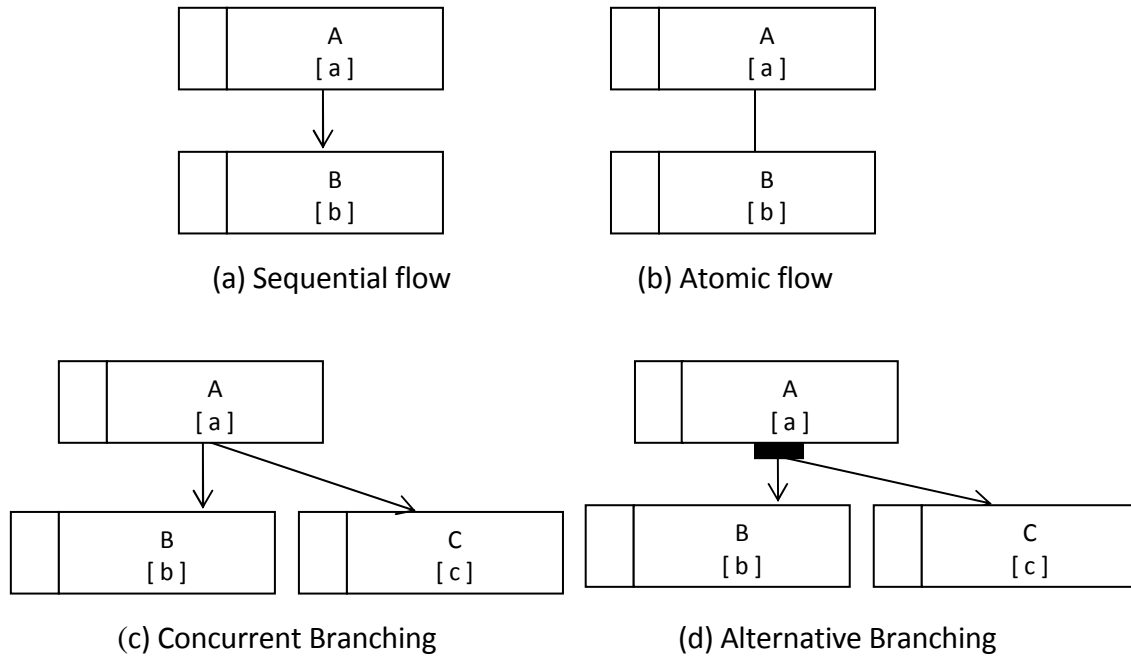 A
[ a ]
B
[ b ]
(a) Sequential flow
A
[ a ]
B
[ b ]
(b) Atomic flow
A
[ a ]
B
[ b ]
C
[ c ]
(c) Concurrent Branching
A
[ a ]
B
[ b ]
C
[ c ]
(d) Alternative Branching